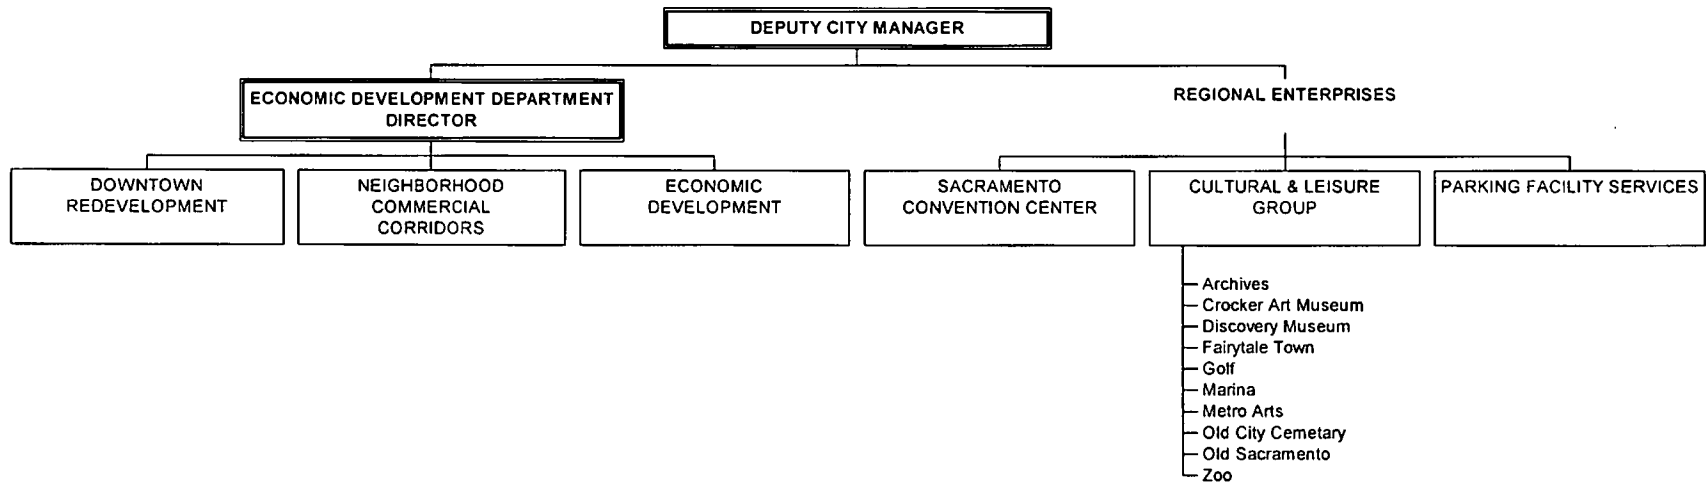 DEPUTY CITY MANAGER
ECONOMIC DEVELOPMENT DEPARTMENT
DIRECTOR
REGIONAL ENTERPRISES
DOWNTOWN
REDEVELOPMENT
NEIGHBORHOOD
COMMERCIAL
CORRIDORS
ECONOMIC
DEVELOPMENT
SACRAMENTO
CONVENTION CENTER
CULTURAL & LEISURE
GROUP
PARKING FACILITY SERVICES
Archives
Crocker Art Museum
Discovery Museum
Fairytale Town
Golf
Marina
Metro Arts
Old City Cemetary
Old Sacramento
Zoo